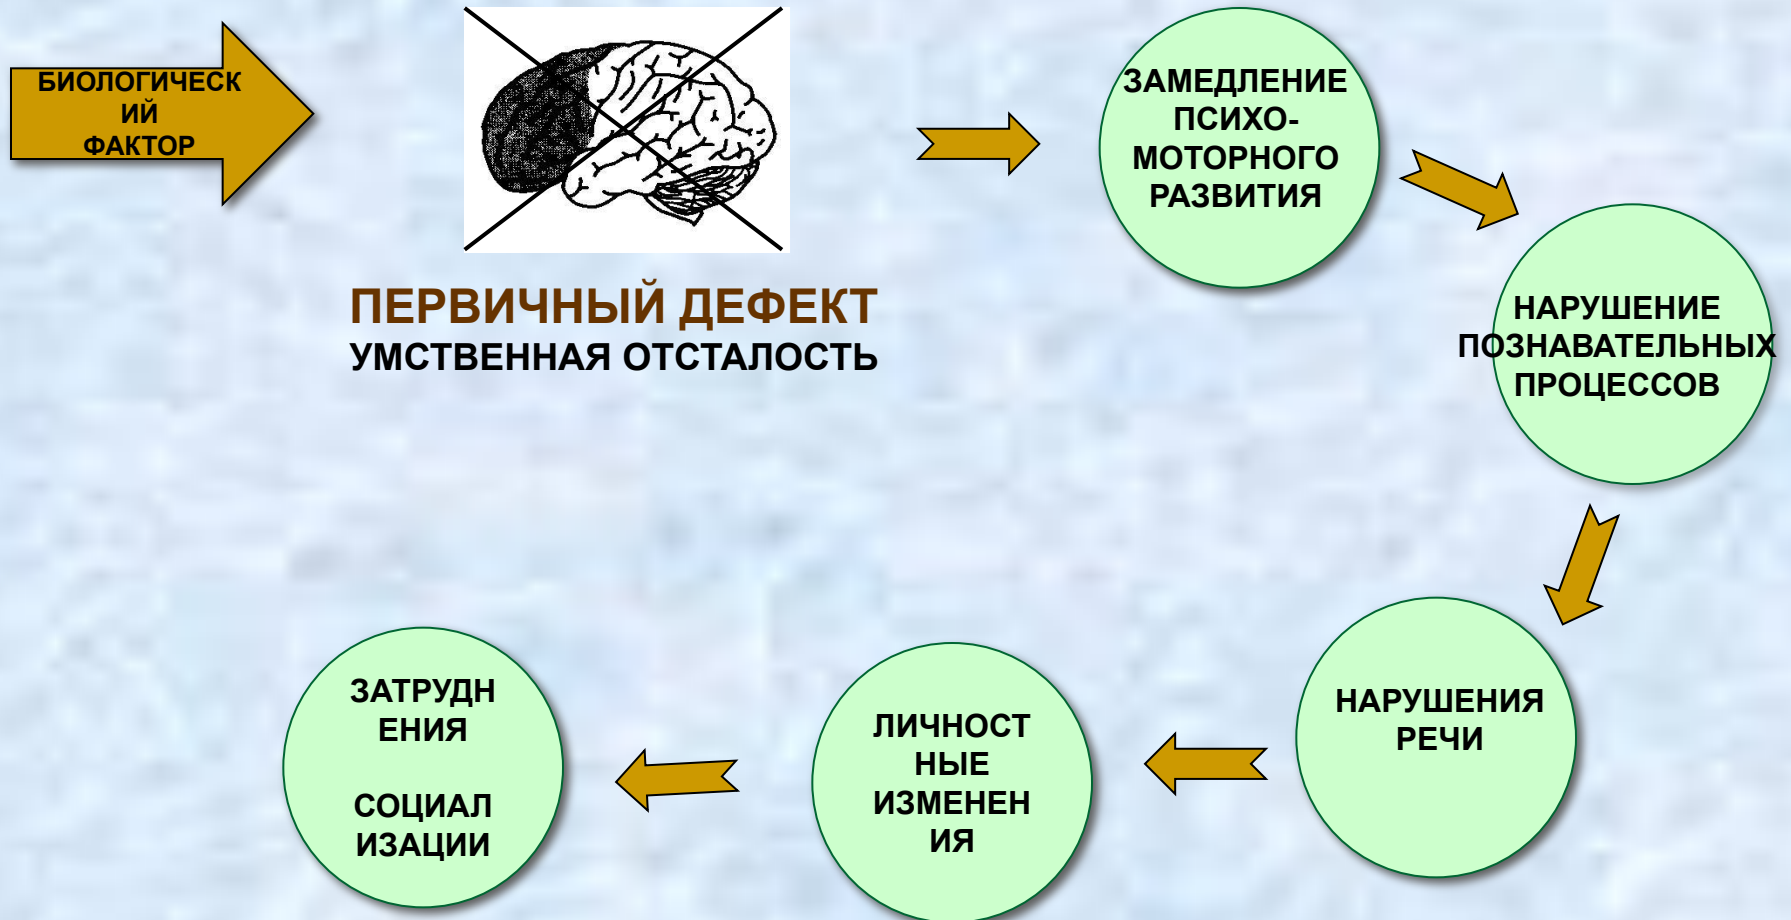 БИОЛОГИЧЕСК
ИЙ
ФАКТОР
ПЕРВИЧНЫЙ ДЕФЕКТ
УМСТВЕННАЯ ОТСТАЛОСТЬ
ЗАМЕДЛЕНИЕ
ПСИХО-
МОТОРНОГО
РАЗВИТИЯ
НАРУШЕНИЕ
ПОЗНАВАТЕЛЬНЫХ
ПРОЦЕССОВ
НАРУШЕНИЯ
РЕЧИ
ЛИЧНОСТ
НЫЕ
ИЗМЕНЕН
ИЯ
ЗАТРУДН
ЕНИЯ
СОЦИАЛ
ИЗАЦИИ